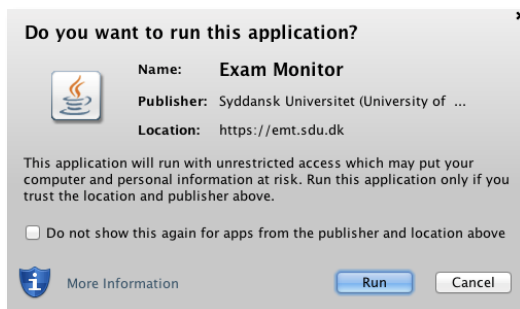 Do you want to run this application?
Name: Exam Monitor
Publisher: Syddansk Universitet (University of ...
Location: https://emt.sdu.dk
This application will run with unrestricted access which may put your
computer and personal information at risk. Run this application only if you
trust the location and publisher above.
Do not show this again for apps from the publisher and location above
More Information Run Cancel